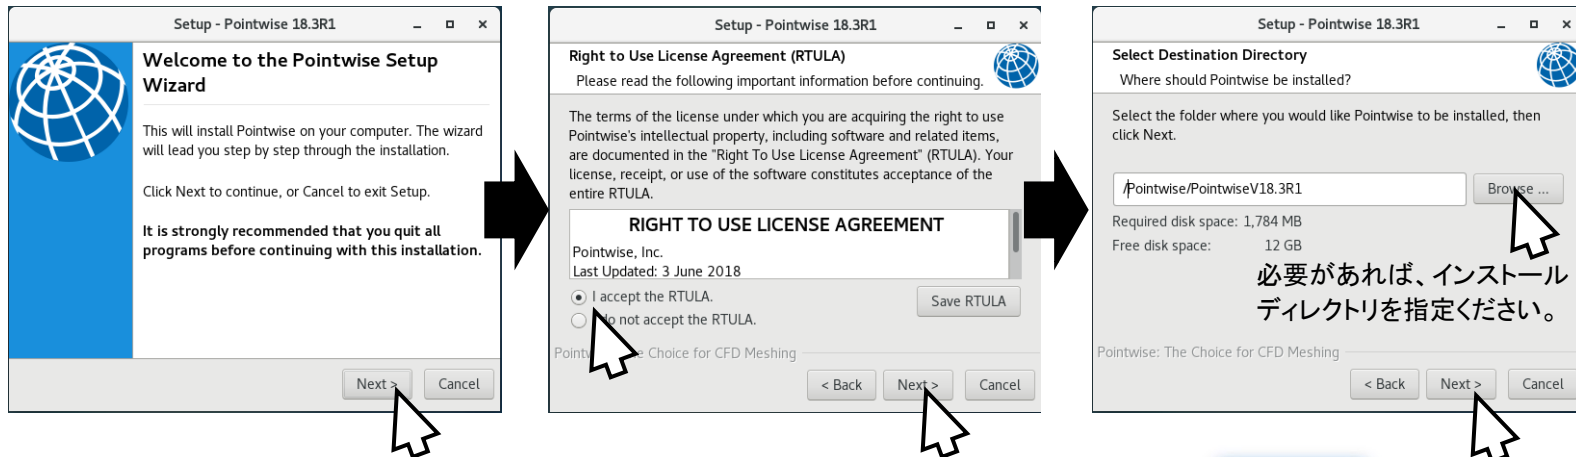 Setup - Pointwise 18.3R1
Welcome to the Pointwise Setup
Wizard
This will install Pointwise on your computer. The wizard
will lead you step by step through the installation.
Click Next to continue, or Cancel to exit Setup.
It is strongly recommended that you quit all
programs before continuing with this installation.
Next >
Cancel
Setup - Pointwise 18.3R1
Right to Use License Agreement (RTULA)
Please read the following important information before continuing.
The terms of the license under which you are acquiring the right to use
Pointwise's intellectual property, including software and related items,
are documented in the "Right To Use License Agreement" (RTULA). Your
license, receipt, or use of the software constitutes acceptance of the
entire RTULA.
RIGHT TO USE LICENSE AGREEMENT
Pointwise, Inc.
Last Updated: 3 June 2018
I accept the RTULA.
do not accept the RTULA.
Save RTULA
Choice for CFD Meshing
< Back
Next >
Cancel
Setup - Pointwise 18.3R1
Select Destination Directory
Where should Pointwise be installed?
Select the folder where you would like Pointwise to be installed, then
click Next.
/Pointwise/PointwiseV18.3R1
Browse ...
Required disk space: 1,784 MB
Free disk space: 12 GB
必要があれば、インストール
ディレクトリを指定ください。
Pointwise: The Choice for CFD Meshing
< Back
Next >
Cancel